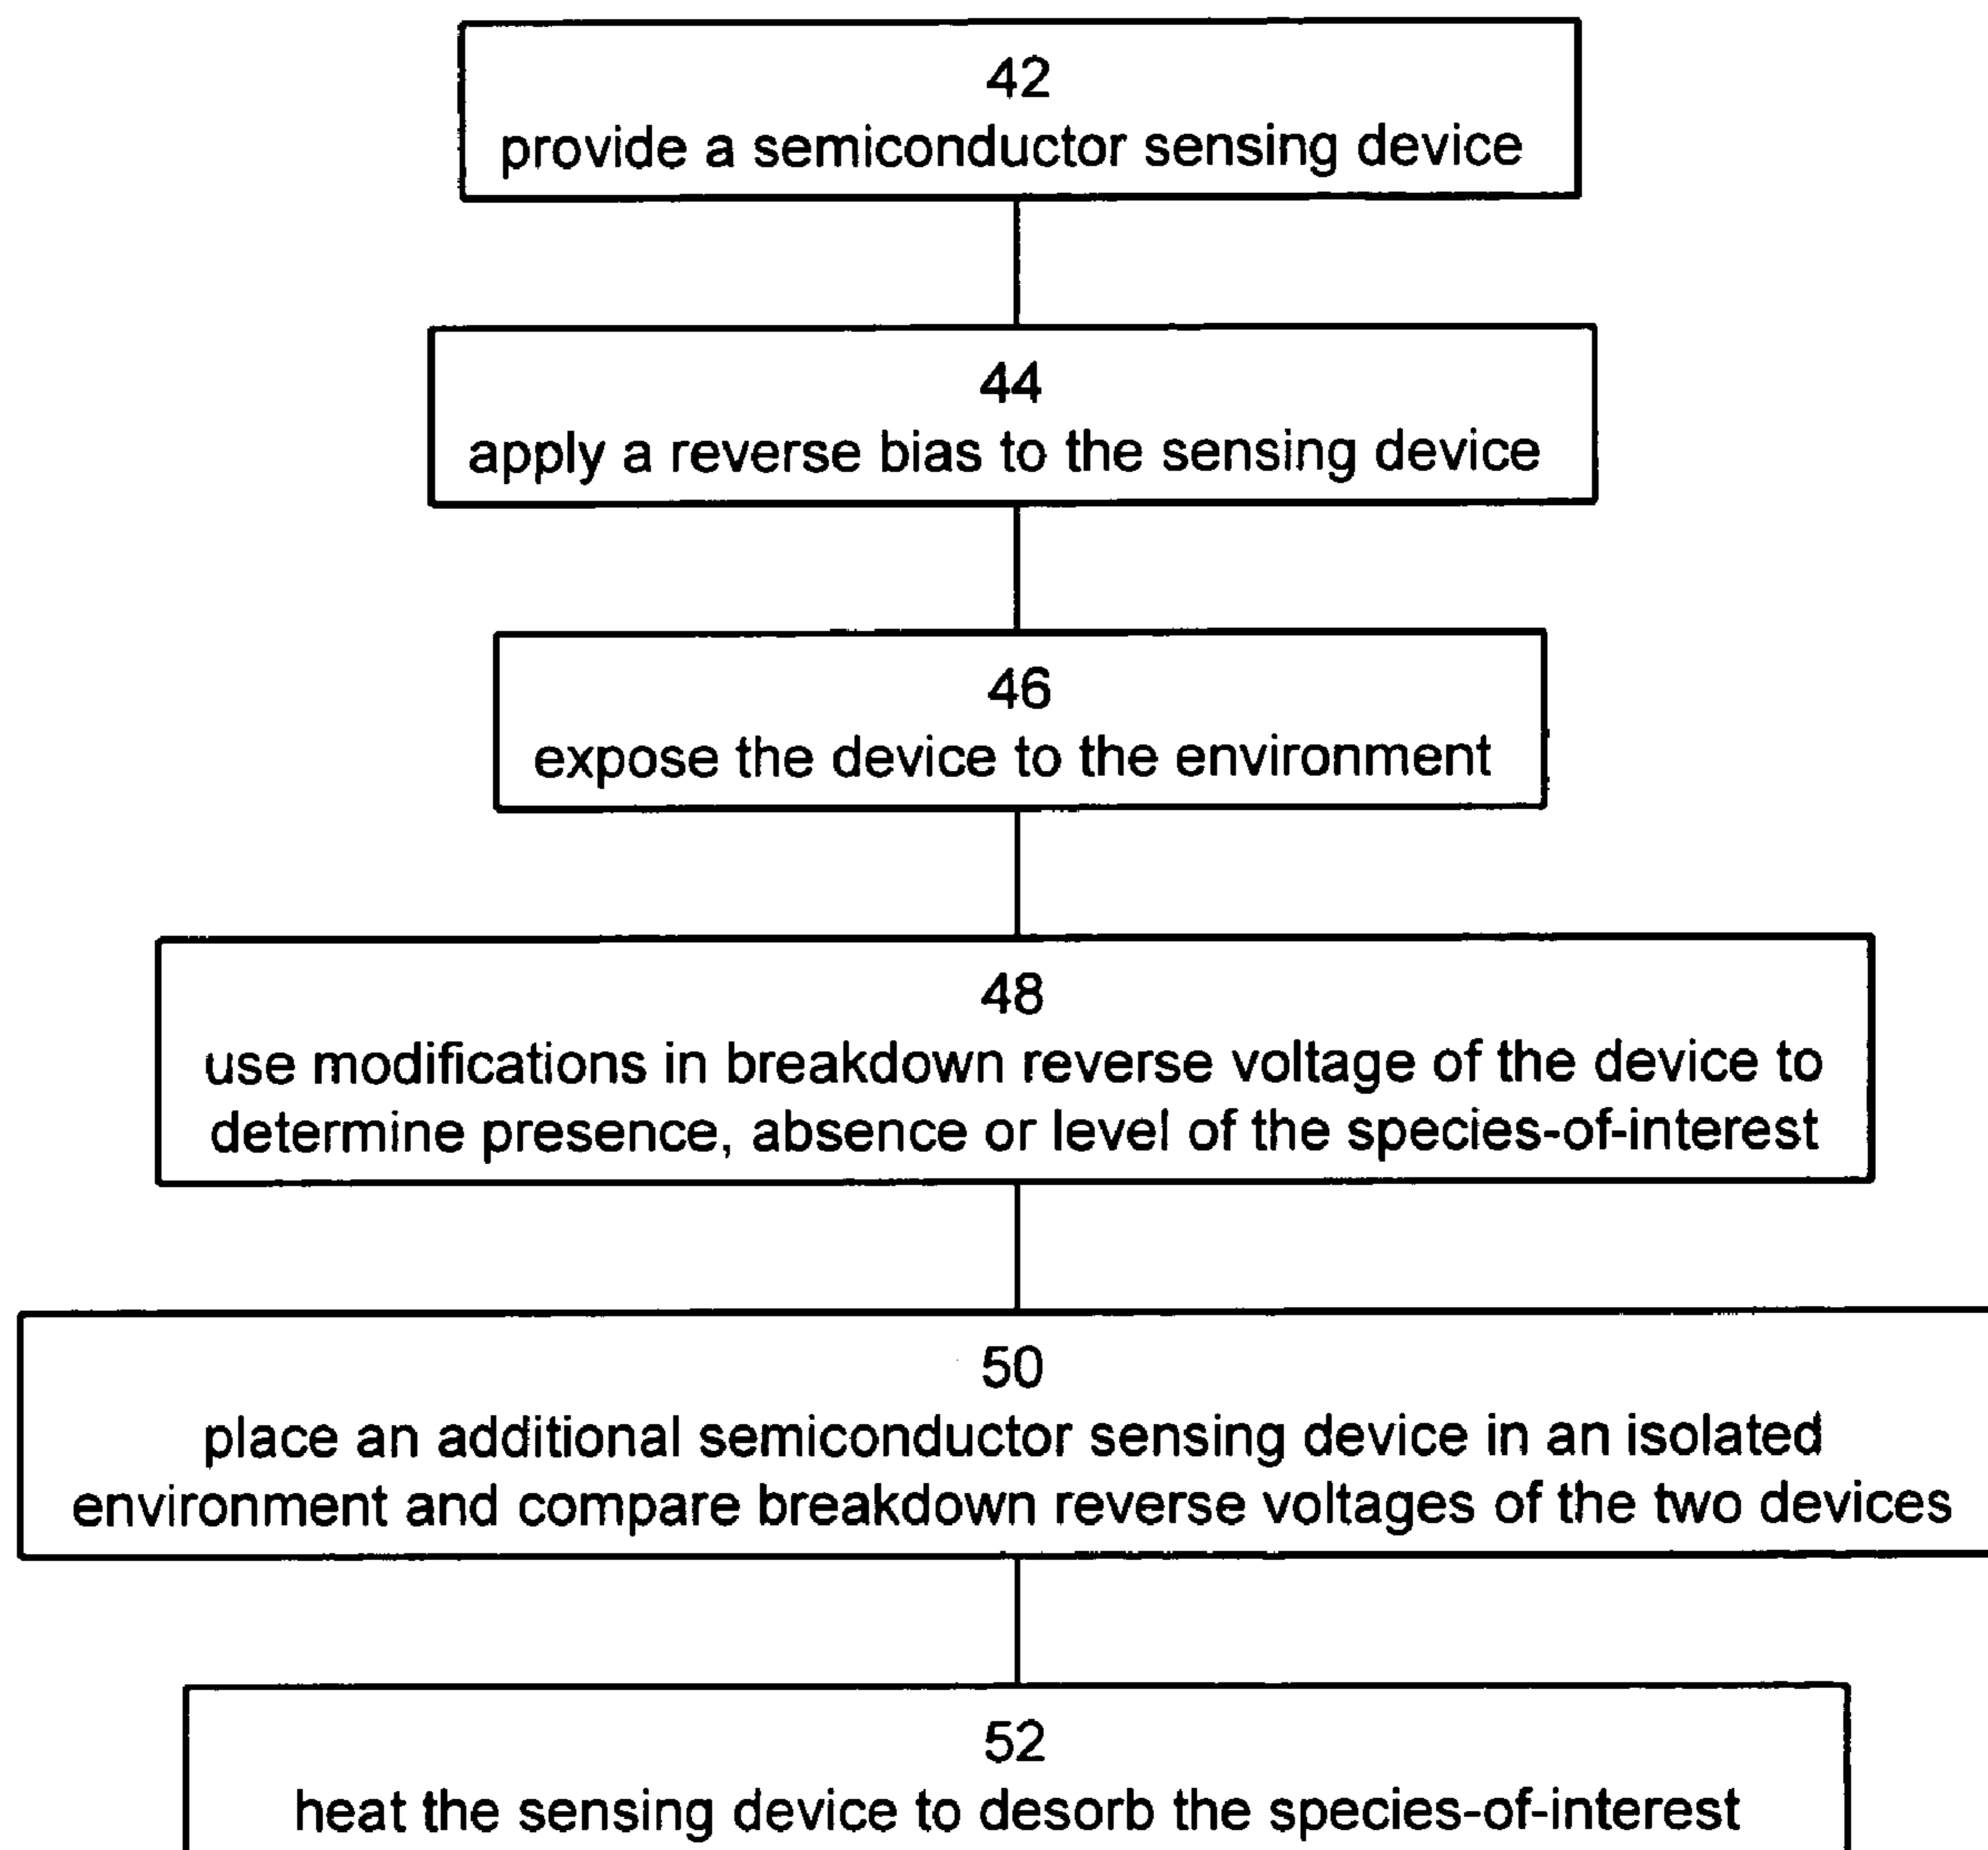 42
provide a semiconductor sensing device
44
apply a reverse bias to the sensing device
46
expose the device to the environment
48
use modifications in breakdown reverse voltage of the device to
determine presence, absence or level of the species-of-interest
50
place an additional semiconductor sensing device in an isolated
environment and compare breakdown reverse voltages of the two devices
52
heat the sensing device to desorb the species-of-interest